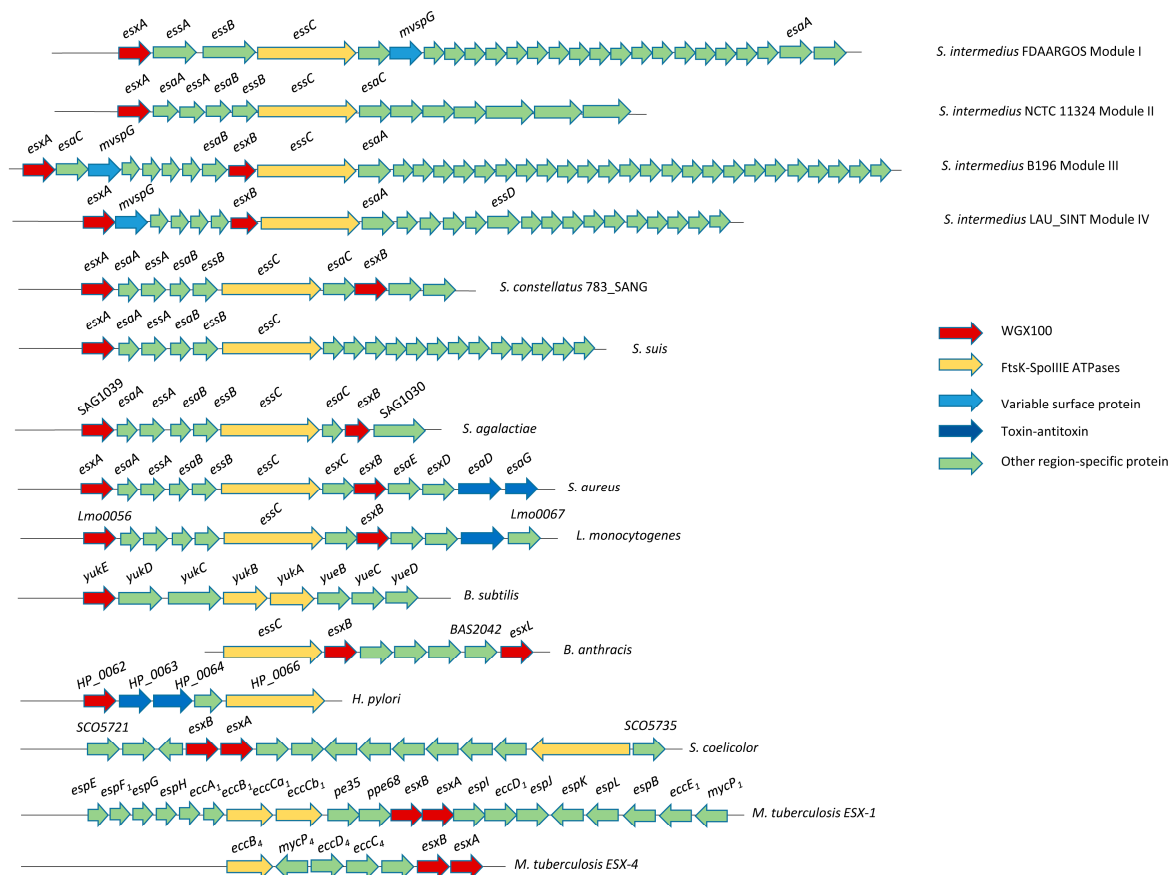 esxA essA essB essC mvspG esaA
S. intermedius FDAARGOS Module I
esxA esaA essA esaB essB essC esaC
S. intermedius NCTC 11324 Module II
esxA esaC mvspG esaB esxB essC esaA
S. intermedius B196 Module III
esxA mvspG esxB essC esaA essD
S. intermedius LAU_SINT Module IV
esxA esaA essA esaB essB essC esaC esxB
S. constellatus 783_SANG
esxA esaA essA esaB essB essC
S. suis
WGX100
FtsK-SpoIIIE ATPases
Variable surface protein
Toxin-antitoxin
Other region-specific protein
SAG1039 esaA essA esaB essB essC esaC esxB SAG1030
S. agalactiae
esxA esaA essA esaB essB essC esxC esxB esaE esxD esaD esaG
S. aureus
Lmo0056 essC esxB Lmo0067
L. monocytogenes
yukE yukD yukC yukB yukA yueB yueC yueD
B. subtilis
essC esxB BAS2042 esxL
B. anthracis
HP_0062 HP_0063 HP_0064 HP_0066
H. pylori
SCO5721 esxB esxA SCO5735
S. coelicolor
espE espF1 espG espH eccA1 eccB1 eccCa1 eccCb1 pe35 ppe68 esxB esxA espI eccD1 espJ espK espL espB eccE1 mycP1
M. tuberculosis ESX-1
eccB4 mycP4 eccD4 eccC4 esxB esxA
M. tuberculosis ESX-4